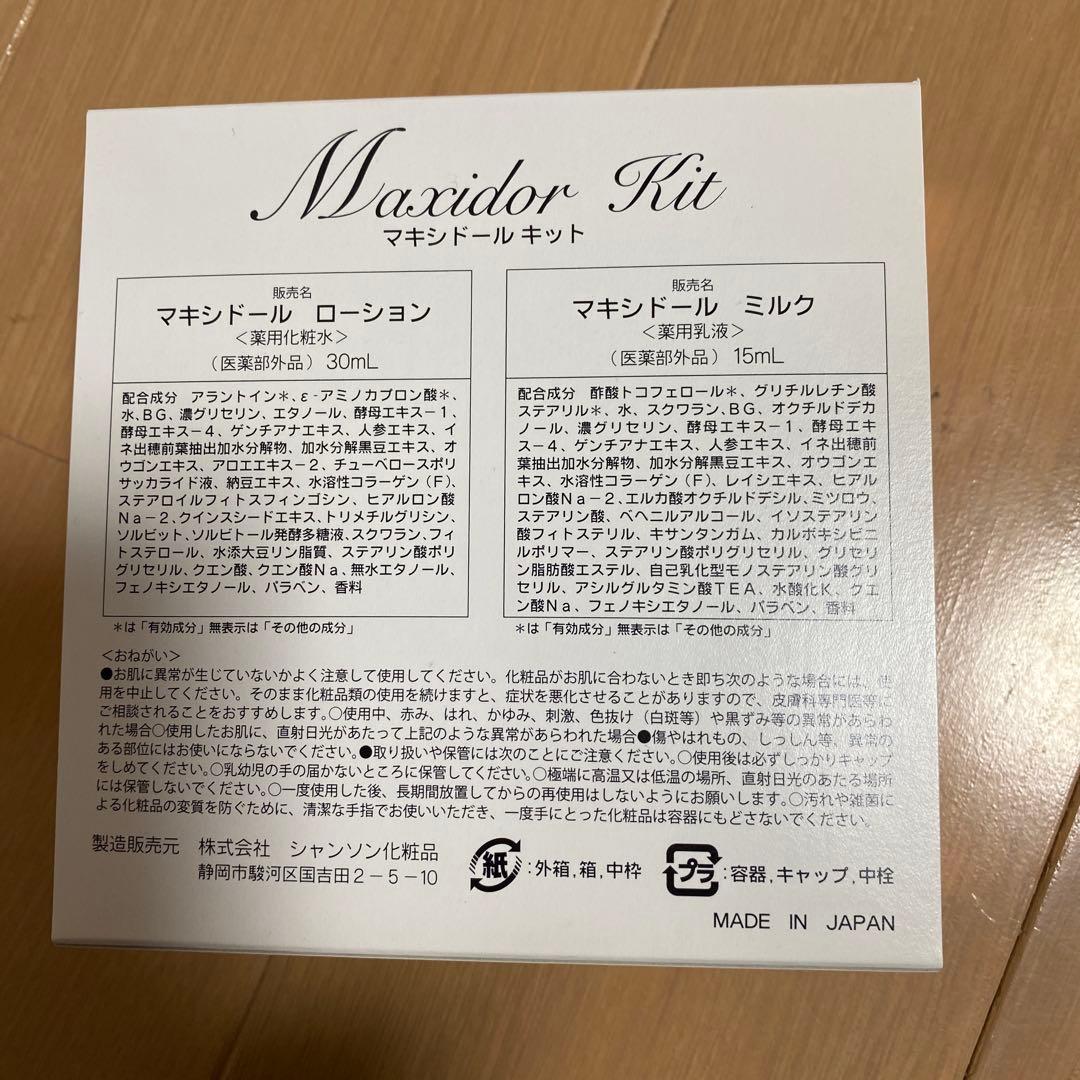 Maxidor Kit
マキシドール キット
販売名
マキシドール ローション
＜薬用化粧水＞
（医薬部外品）30mL
配合成分 アラントイン＊、ε-アミノカプロン酸＊、
水、BG、濃グリセリン、エタノール、酵母エキス－1、
酵母エキス－4、ゲンチアナエキス、人参エキス、イ
ネ出穂前葉抽出加水分解物、加水分解黒豆エキス、オ
ウゴンエキス、アロエエキス－2、チューベロースポリ
サッカライド液、納豆エキス、水溶性コラーゲン（F）、
ステアロイルフィトスフィンゴシン、ヒアルロン酸
Na－2、クインスシードエキス、トリメチルグリシン、
ソルビット、ソルビトール発酵多糖液、スクワラン、フィ
トステロール、水添大豆リン脂質、ステアリン酸ポリ
グリセリル、クエン酸、クエン酸Na、無水エタノール、
フェノキシエタノール、パラベン、香料
＊は「有効成分」無表示は「その他の成分」
販売名
マキシドール ミルク
＜薬用乳液＞
（医薬部外品）15mL
配合成分 酢酸トコフェロール＊、グリチルレチン酸
ステアリル＊、水、スクワラン、BG、オクチルドデカ
ノール、濃グリセリン、酵母エキス－1、酵母エキ
ス－4、ゲンチアナエキス、人参エキス、イネ出穂前
葉抽出加水分解物、加水分解黒豆エキス、オウゴンエ
キス、水溶性コラーゲン（F）、レイシエキス、ヒアル
ロン酸Na－2、エルカ酸オクチルドデシル、ミツロウ、
ステアリン酸、ベヘニルアルコール、イソステアリン
酸フィトステリル、キサンタンガム、カルボキシビニ
ルポリマー、ステアリン酸ポリグリセリル、グリセリ
ン脂肪酸エステル、自己乳化型モノステアリン酸グリ
セリル、アシルグルタミン酸TEA、水酸化K、クエ
ン酸Na、フェノキシエタノール、パラベン、香料
＊は「有効成分」無表示は「その他の成分」
＜おねがい＞
●お肌に異常が生じていないかよく注意して使用してください。化粧品がお肌に合わないとき即ち次のような場合には、使
用を中止してください。そのまま化粧品類の使用を続けますと、症状を悪化させることがありますので、皮膚科専門医等に
ご相談されることをおすすめします。○使用中、赤み、はれ、かゆみ、刺激、色抜け（白斑等）や黒ずみ等の異常があらわ
れた場合○使用したお肌に、直射日光があたって上記のような異常があらわれた場合●傷やはれもの、しっしん等、異常の
ある部位にはお使いにならないでください。●取り扱いや保管には次のことにご注意ください。○使用後は必ずしっかりキャップ
をしめてください。○乳幼児の手の届かないところに保管してください。○極端に高温又は低温の場所、直射日光のあたる場所
には保管しないでください。○一度使用した後、長期間放置してからの再使用はしないようにお願いします。○汚れや雑菌に
よる化粧品の変質を防ぐために、清潔な手指でお使いいただき、一度手にとった化粧品は容器にもどさないでください。
製造販売元 株式会社 シャンソン化粧品
静岡市駿河区国吉田2－5－10
紙：外箱，箱，中枠
プラ：容器，キャップ，中栓
MADE IN JAPAN